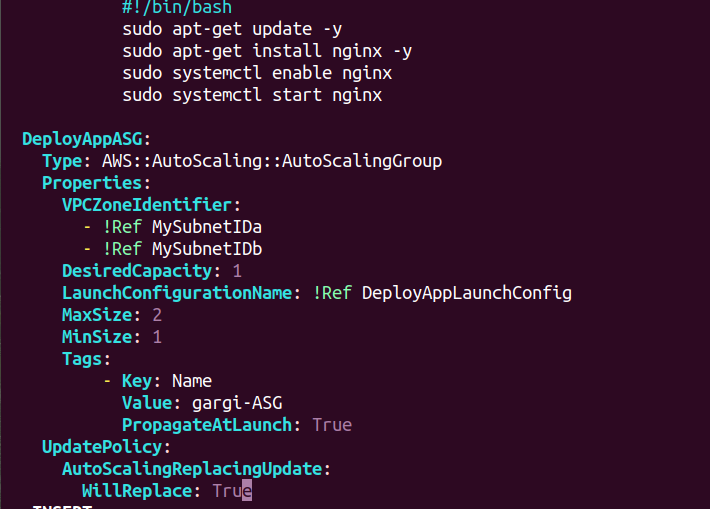 #!/bin/bash
sudo apt-get update -y
sudo apt-get install nginx -y
sudo systemctl enable nginx
sudo systemctl start nginx
DeployAppASG:
Type: AWS::AutoScaling::AutoScalingGroup
Properties:
VPCZoneIdentifier:
- !Ref MySubnetIDa
- !Ref MySubnetIDb
DesiredCapacity: 1
LaunchConfigurationName: !Ref DeployAppLaunchConfig
MaxSize: 2
MinSize: 1
Tags:
- Key: Name
Value: gargi-ASG
PropagateAtLaunch: True
UpdatePolicy:
AutoScalingReplacingUpdate:
WillReplace: True
INSERT